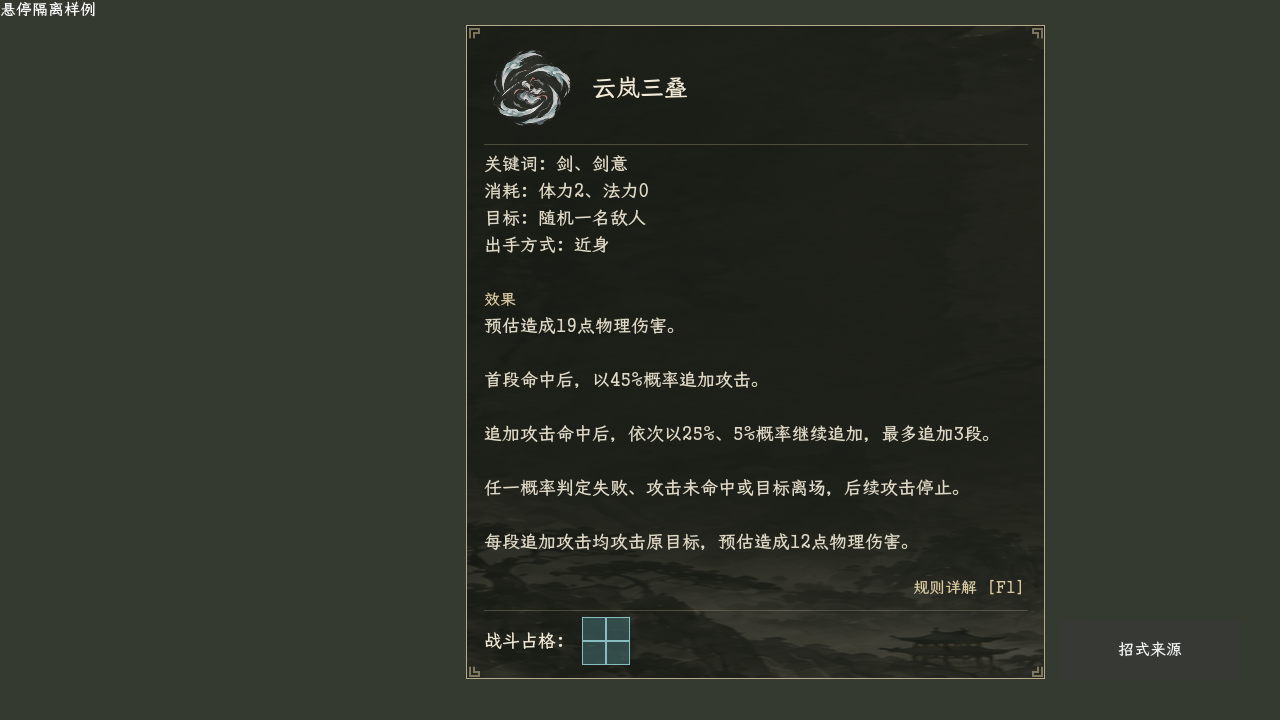 悬停隔离样例
云岚三叠
关键词：剑、剑意
消耗：体力2、法力0
目标：随机一名敌人
出手方式：近身
效果
预估造成19点物理伤害。
首段命中后，以45%概率追加攻击。
追加攻击命中后，依次以25%、5%概率继续追加，最多追加3段。
任一概率判定失败、攻击未命中或目标离场，后续攻击停止。
每段追加攻击均攻击原目标，预估造成12点物理伤害。
规则详解 [F1]
战斗占格：
招式来源